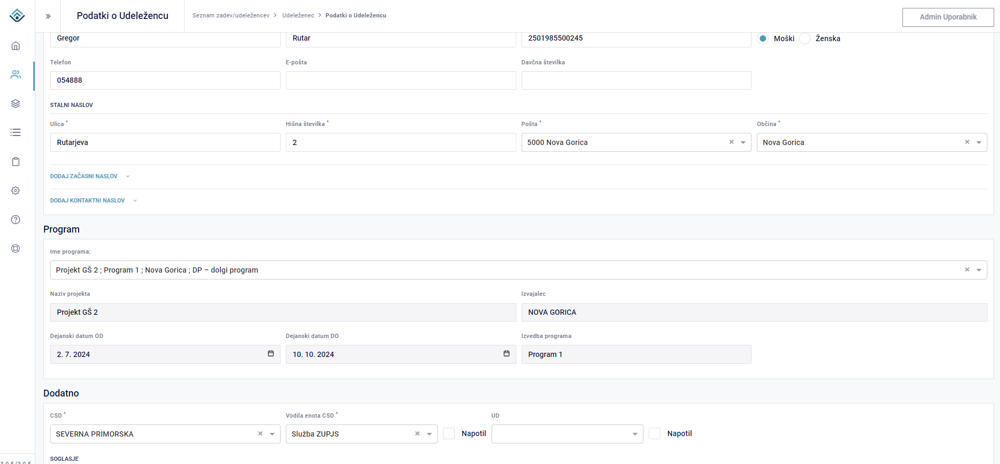 Podatki o Udeležencu
Seznam zadev/udeležencev > Udeleženec > Podatki o Udeležencu
Admin Uporabnik
Gregor Rutar 2501985500245 Moški Ženska
Telefon E-pošta Davčna številka
054888
STALNI NASLOV
Ulica * Hišna številka * Pošta * Občina *
Rutarjeva 2 5000 Nova Gorica × Nova Gorica ×
DODAJ ZAČASNI NASLOV
DODAJ KONTAKTNI NASLOV
Program
Ime programa:
Projekt GŠ 2 ; Program 1 ; Nova Gorica ; DP – dolgi program ×
Naziv projekta Izvajalec
Projekt GŠ 2 NOVA GORICA
Dejanski datum OD Dejanski datum DO Izvedba programa
2. 7. 2024 10. 10. 2024 Program 1
Dodatno
CSD * Vodila enota CSD * UD
SEVERNA PRIMORSKA × Služba ZUPJS × Napotil Napotil
SOGLASJE